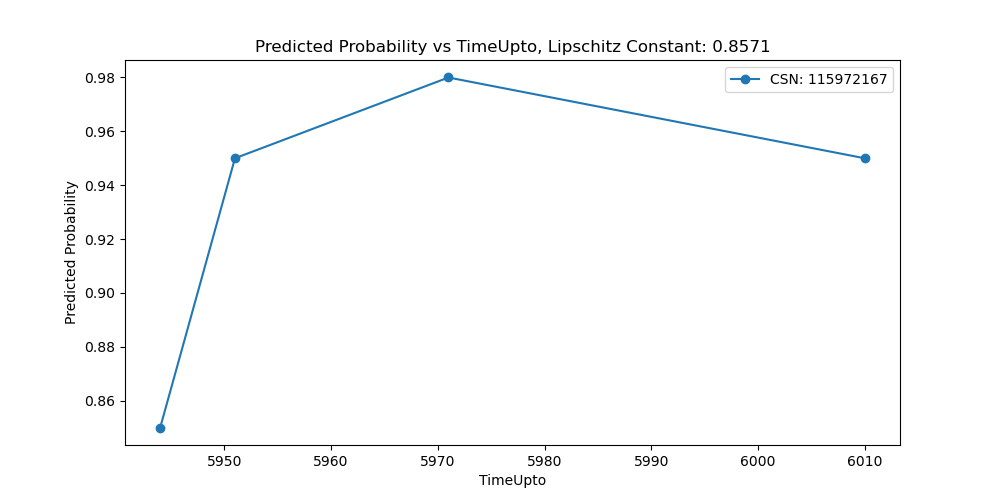 Predicted Probability vs TimeUpto, Lipschitz Constant: 0.8571
CSN: 115972167
0.98
0.96
0.94
0.92
0.90
0.88
0.86
Predicted Probability
5950 5960 5970 5980 5990 6000 6010
TimeUpto